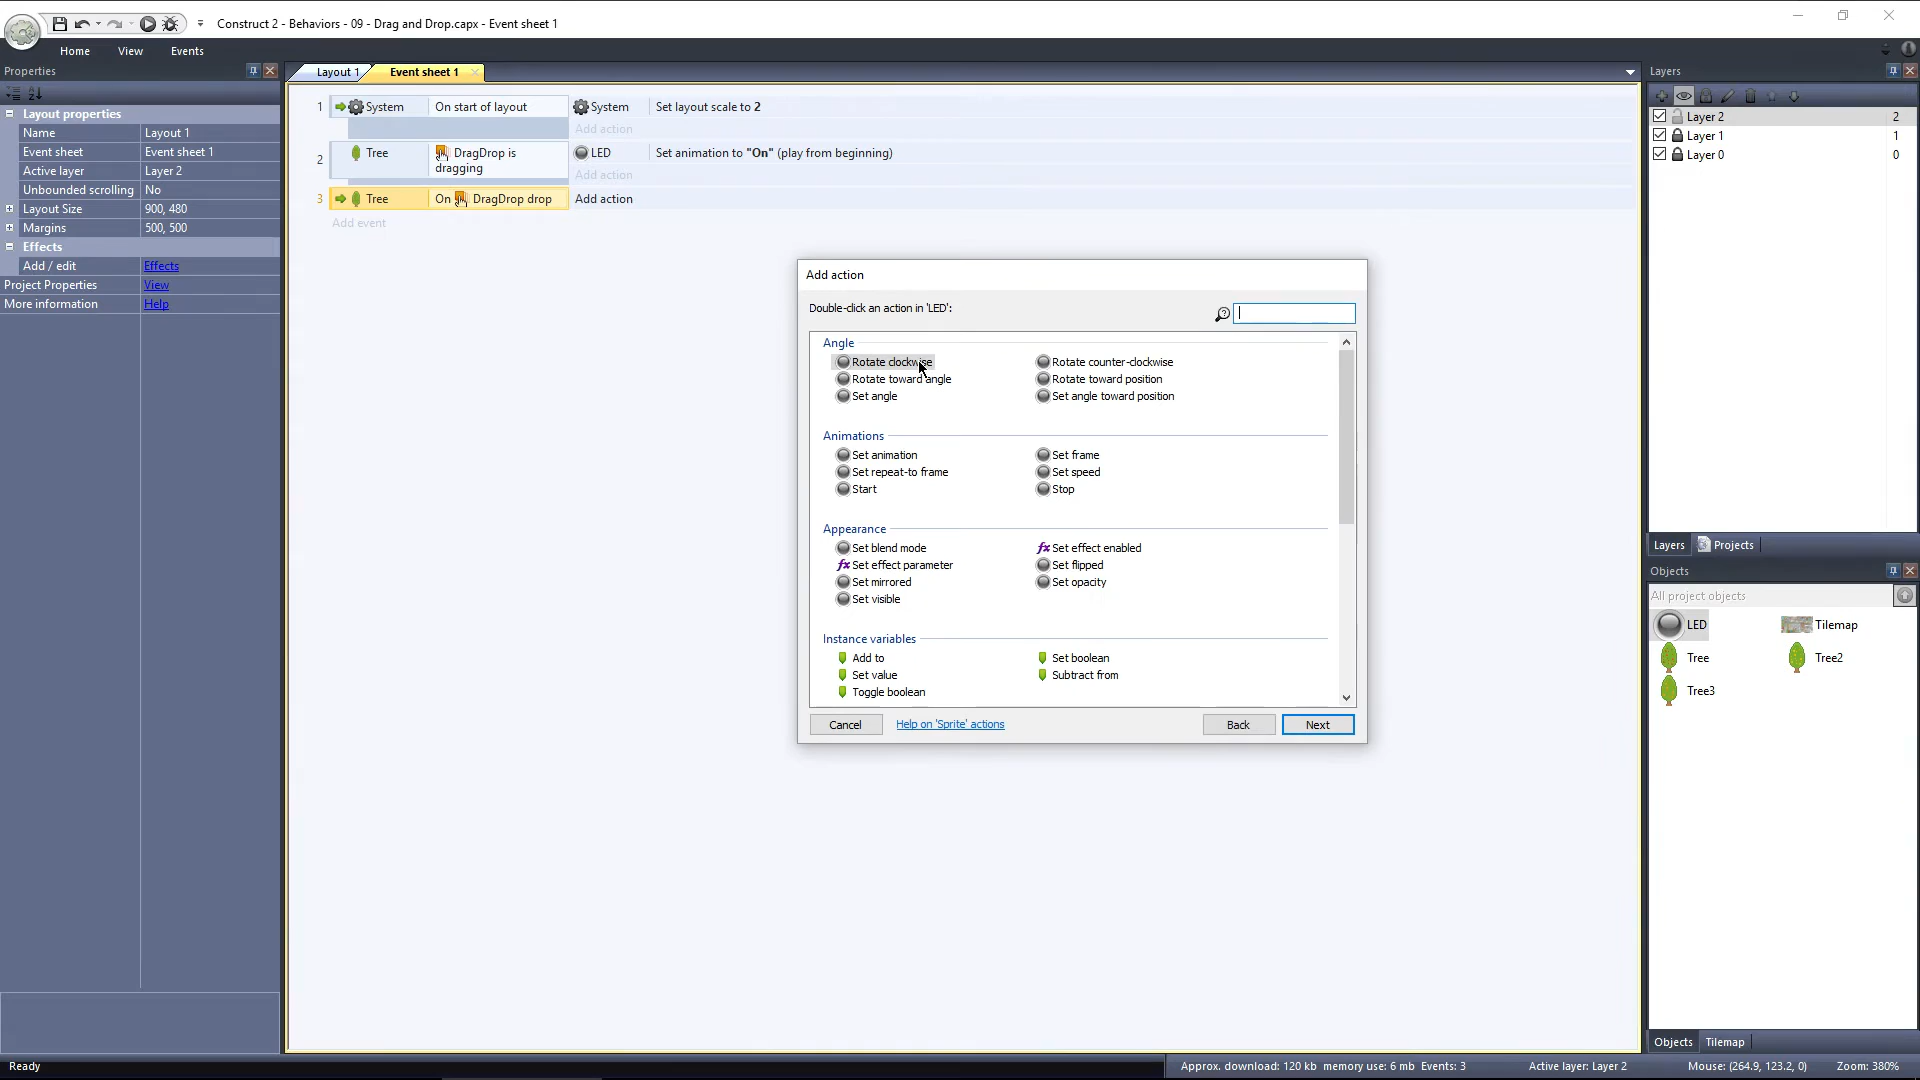 Construct 2 - Behaviors - 09 - Drag and Drop.capx - Event sheet 1
Home View Events
Properties
Layout properties
Name Layout 1
Event sheet Event sheet 1
Active layer Layer 2
Unbounded scrolling No
Layout Size 900, 480
Margins 500, 500
Effects
Add / edit Effects
Project Properties View
More information Help
Layout 1 Event sheet 1
1 System On start of layout System Set layout scale to 2
Add action
2 Tree DragDrop is dragging LED Set animation to "On" (play from beginning)
Add action
3 Tree On DragDrop drop Add action
Add event
Add action
Double-click an action in 'LED':
Angle
Rotate clockwise Rotate counter-clockwise
Rotate toward angle Rotate toward position
Set angle Set angle toward position
Animations
Set animation Set frame
Set repeat-to frame Set speed
Start Stop
Appearance
Set blend mode fx Set effect enabled
fx Set effect parameter Set flipped
Set mirrored Set opacity
Set visible
Instance variables
Add to Set boolean
Set value Subtract from
Toggle boolean
Cancel Help on 'Sprite' actions Back Next
Layers
Layer 2 2
Layer 1 1
Layer 0 0
Layers Projects
Objects
All project objects
LED Tilemap
Tree Tree2
Tree3
Objects Tilemap
Ready Approx. download: 120 kb memory use: 6 mb Events: 3 Active layer: Layer 2 Mouse: (264.9, 123.2, 0) Zoom: 380%